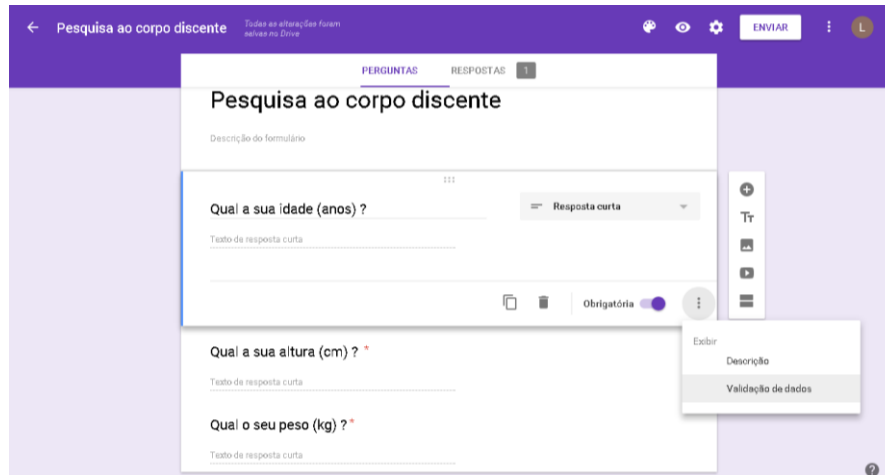 Pesquisa ao corpo discente
Todas as alterações foram
salvas no Drive
ENVIAR
L
PERGUNTAS
RESPOSTAS 1
Pesquisa ao corpo discente
Descrição do formulário
Qual a sua idade (anos) ?
Resposta curta
Texto de resposta curta
Obrigatória
Exibir
Descrição
Validação de dados
Qual a sua altura (cm) ? *
Texto de resposta curta
Qual o seu peso (kg) ? *
Texto de resposta curta